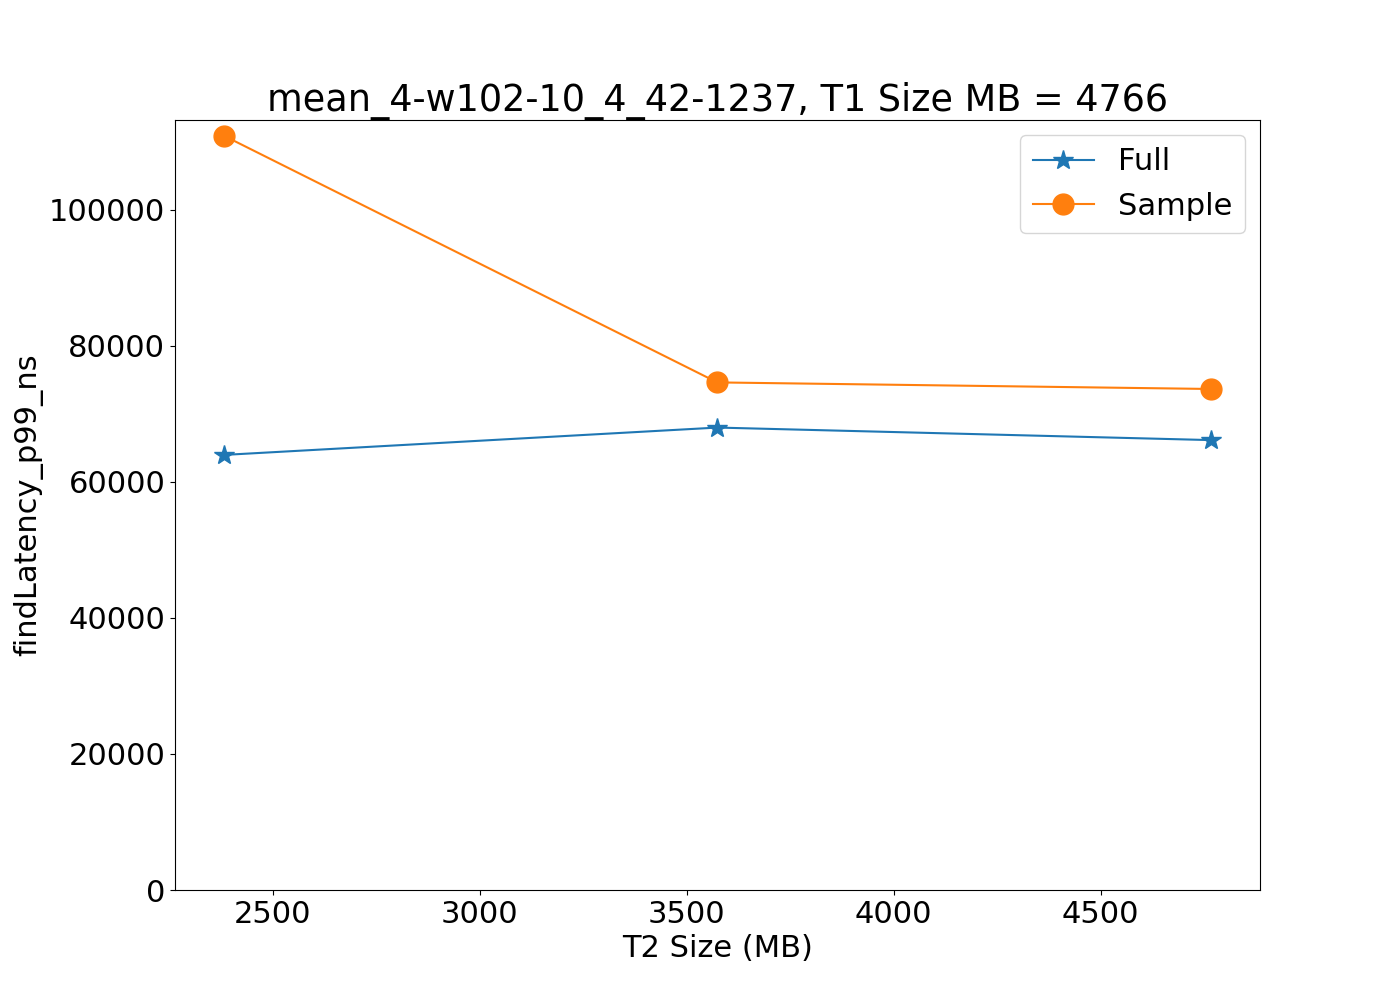 mean_4-w102-10_4_42-1237, T1 Size MB = 4766
Full
Sample
100000
80000
60000
40000
20000
0
findLatency_p99_ns
2500 3000 3500 4000 4500
T2 Size (MB)